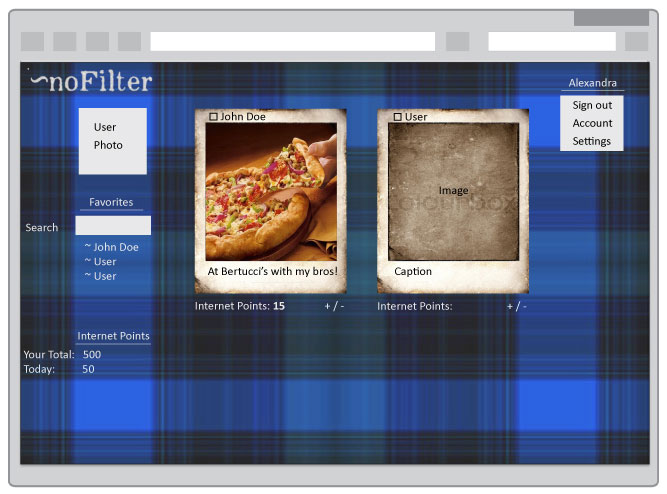 ~noFilter
Alexandra
Sign out
Account
Settings
User
Photo
Favorites
Search
~ John Doe
~ User
~ User
Internet Points
Your Total: 500
Today: 50
John Doe
At Bertucci's with my bros!
Internet Points: 15 + / -
User
Image
Caption
Internet Points: + / -